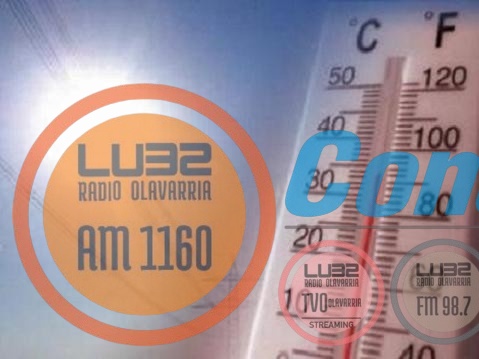 °C °F
50 120
40 100
30 80
20
LU32
RADIO OLAVARRIA
AM 1160
Con
LU32
RADIO OLAVARRIA
TVO OLAVARRIA
STREAMING
LU32
RADIO OLAVARRIA
FM 98.7
40